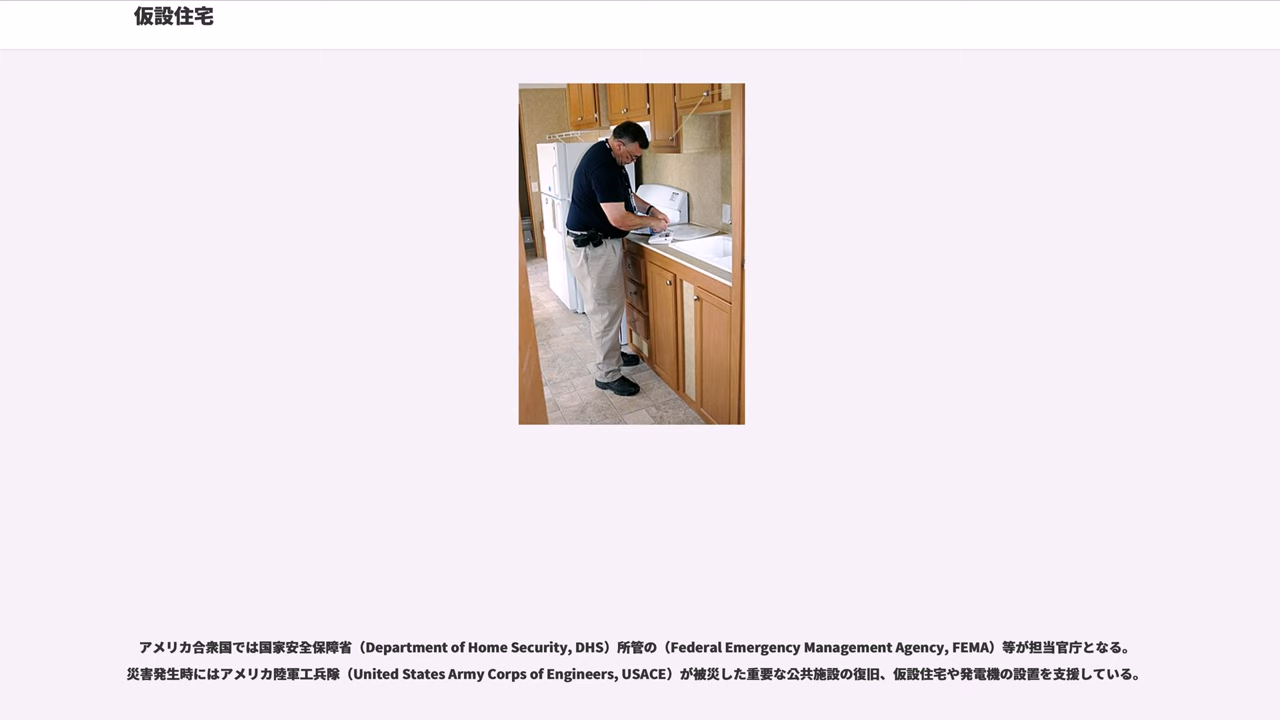 仮設住宅
アメリカ合衆国では国家安全保障省（Department of Home Security, DHS）所管の（Federal Emergency Management Agency, FEMA）等が担当官庁となる。
災害発生時にはアメリカ陸軍工兵隊（United States Army Corps of Engineers, USACE）が被災した重要な公共施設の復旧、仮設住宅や発電機の設置を支援している。